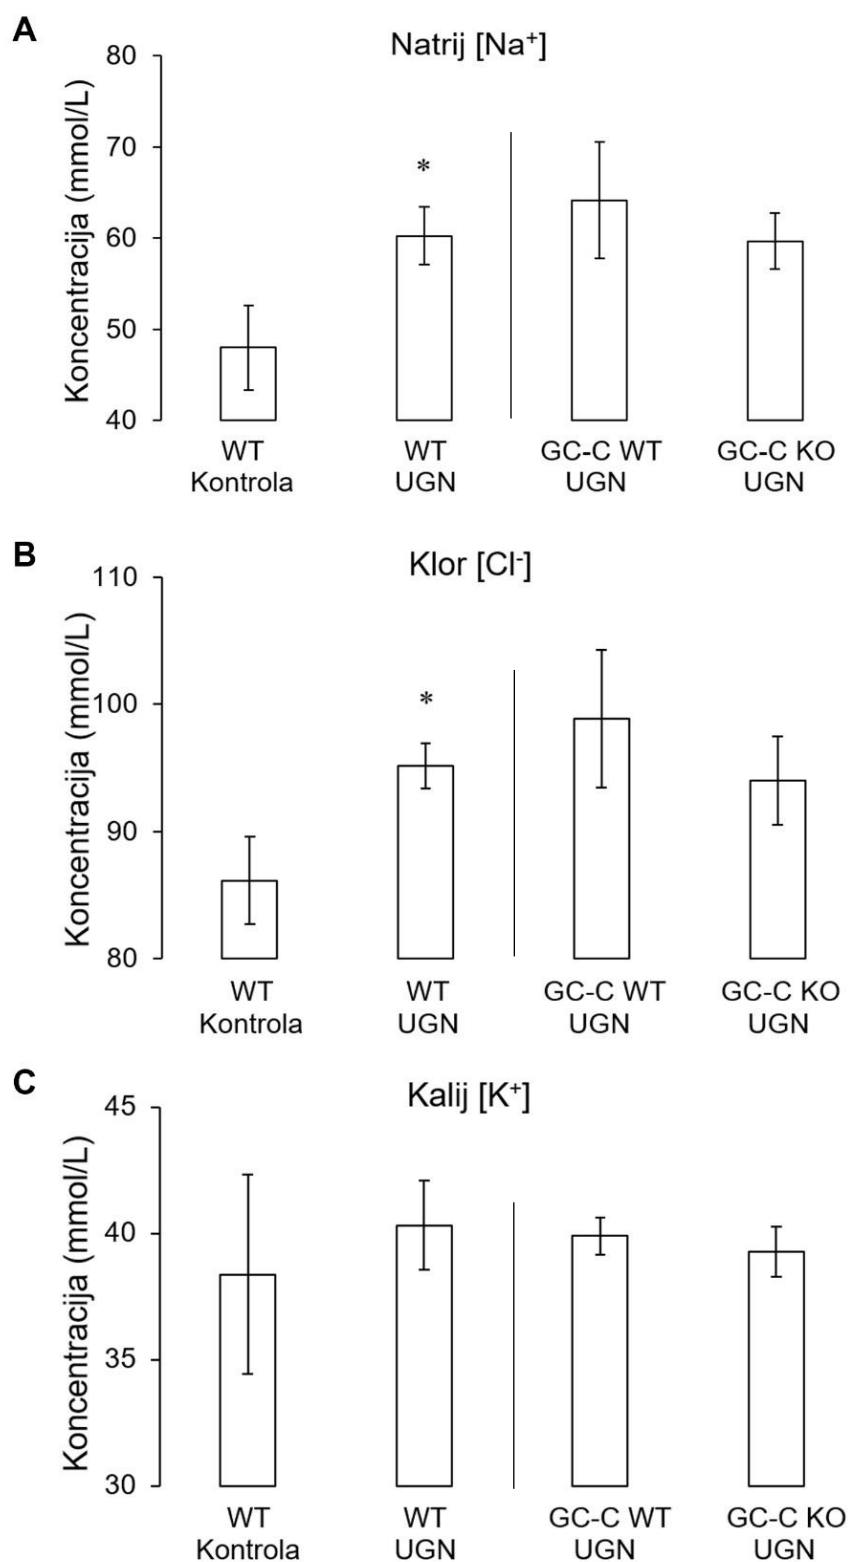 A
Natrij [Na⁺]
Koncentracija (mmol/L)
80
70
60
50
40
*
WT
Kontrola
WT
UGN
GC-C WT
UGN
GC-C KO
UGN
B
Klor [Cl⁻]
Koncentracija (mmol/L)
110
100
90
80
*
WT
Kontrola
WT
UGN
GC-C WT
UGN
GC-C KO
UGN
C
Kalij [K⁺]
Koncentracija (mmol/L)
45
40
35
30
WT
Kontrola
WT
UGN
GC-C WT
UGN
GC-C KO
UGN